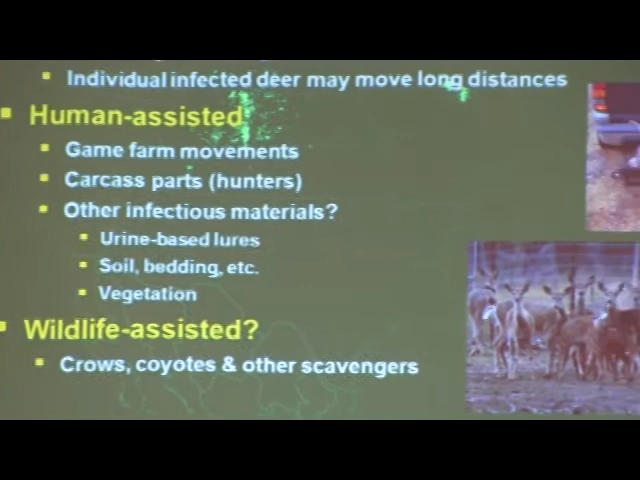 ▪ Individual infected deer may move long distances
▪ Human-assisted
▪ Game farm movements
▪ Carcass parts (hunters)
▪ Other infectious materials?
▪ Urine-based lures
▪ Soil, bedding, etc.
▪ Vegetation
▪ Wildlife-assisted?
▪ Crows, coyotes & other scavengers